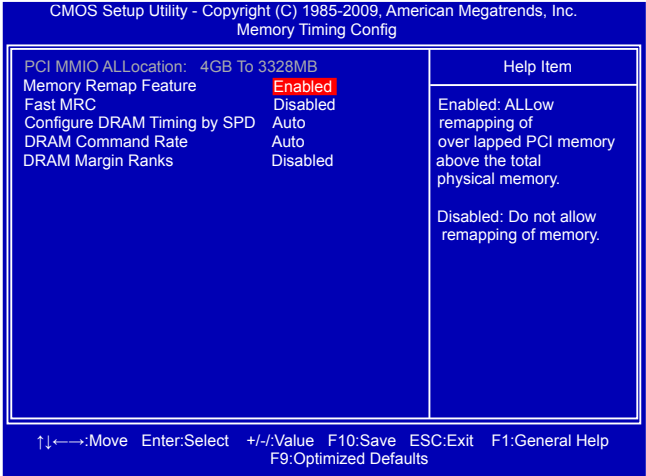 CMOS Setup Utility - Copyright (C) 1985-2009, American Megatrends, Inc.
Memory Timing Config
PCI MMIO ALLocation: 4GB To 3328MB
Memory Remap Feature Enabled
Fast MRC Disabled
Configure DRAM Timing by SPD Auto
DRAM Command Rate Auto
DRAM Margin Ranks Disabled
Help Item
Enabled: ALLow
remapping of
over lapped PCI memory
above the total
physical memory.
Disabled: Do not allow
remapping of memory.
↑↓←→:Move Enter:Select +/-/:Value F10:Save ESC:Exit F1:General Help
F9:Optimized Defaults